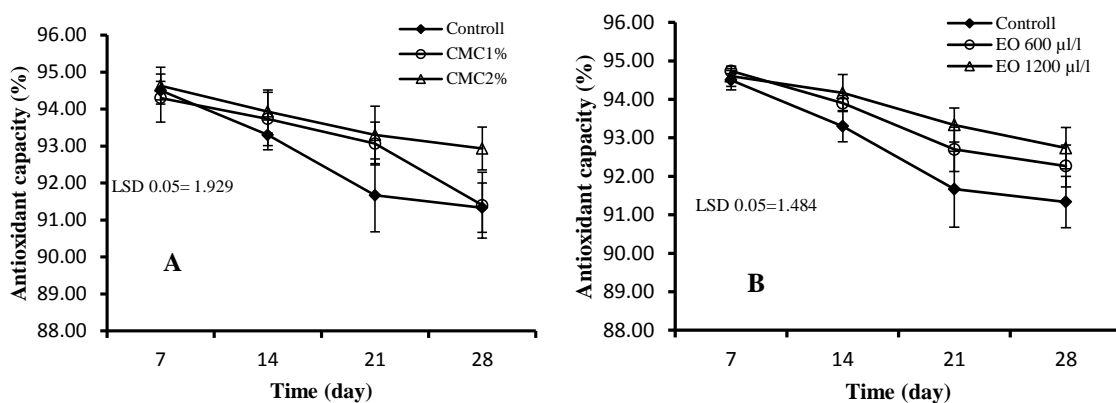 96.00
95.00
94.00
93.00
92.00
91.00
90.00
89.00
88.00
Antioxidant capacity (%)
Controll
CMC1%
CMC2%
LSD 0.05= 1.929
A
7 14 21 28
Time (day)
96.00
95.00
94.00
93.00
92.00
91.00
90.00
89.00
88.00
Antioxidant capacity (%)
Controll
EO 600 µl/l
EO 1200 µl/l
LSD 0.05=1.484
B
7 14 21 28
Time (day)